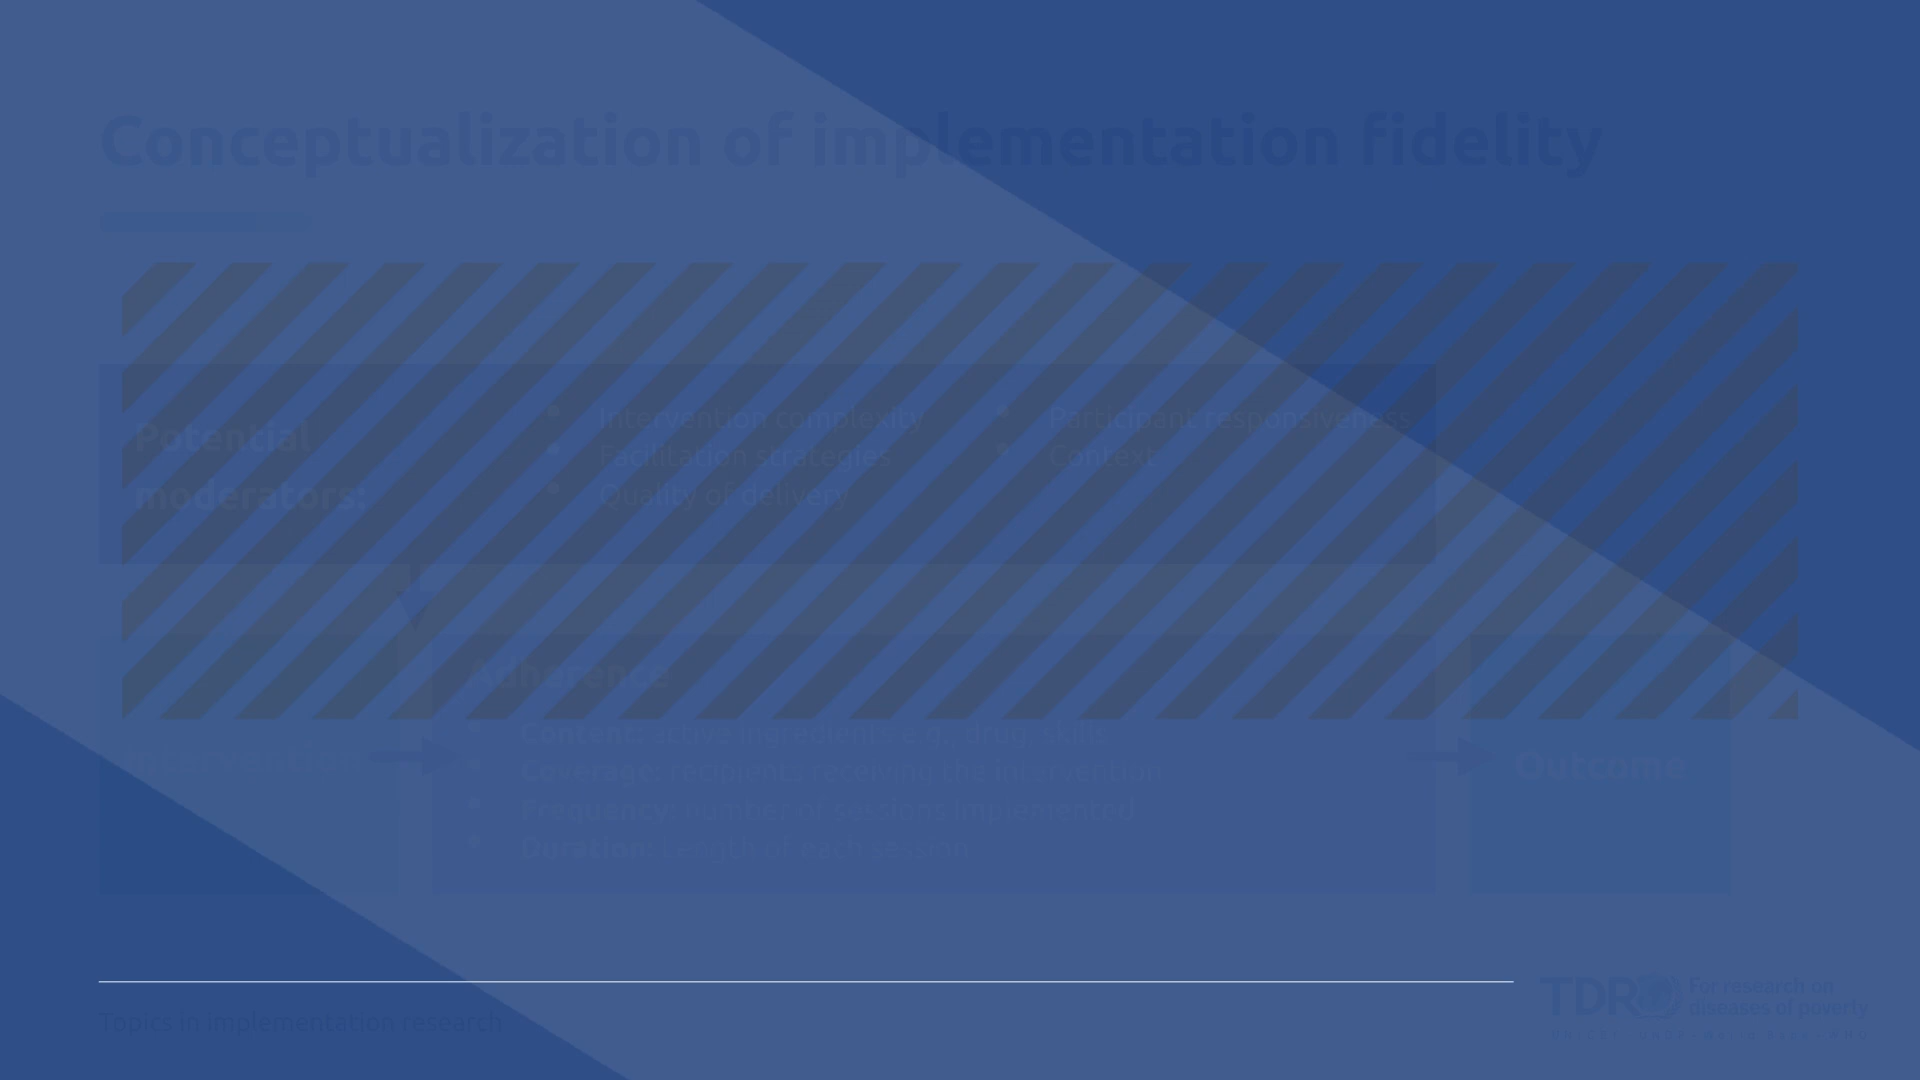 Conceptualization of implementation fidelity
Potential
moderators:
• Intervention complexity
• Facilitation strategies
• Quality of delivery
• Participant responsiveness
• Context
Adherence
• Content: active ingredients e.g., drug, skills
• Coverage: recipients receiving the intervention
• Frequency: number of sessions implemented
• Duration: Length of each session
Intervention
Outcome
Topics in implementation research
TDR For research on
diseases of poverty